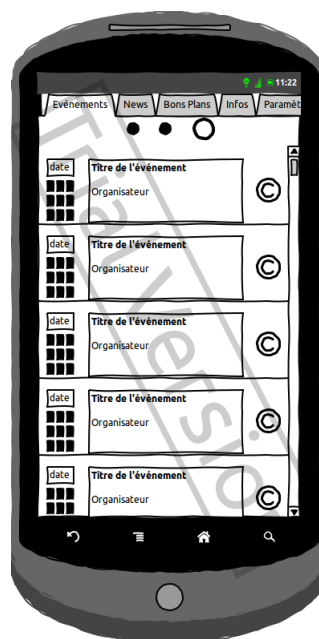 11:22
Evénements News Bons Plans Infos Paramèt
date
Titre de l'événement
Organisateur
©
date
Titre de l'événement
Organisateur
©
date
Titre de l'événement
Organisateur
©
date
Titre de l'événement
Organisateur
©
date
Titre de l'événement
Organisateur
©
Trial Version